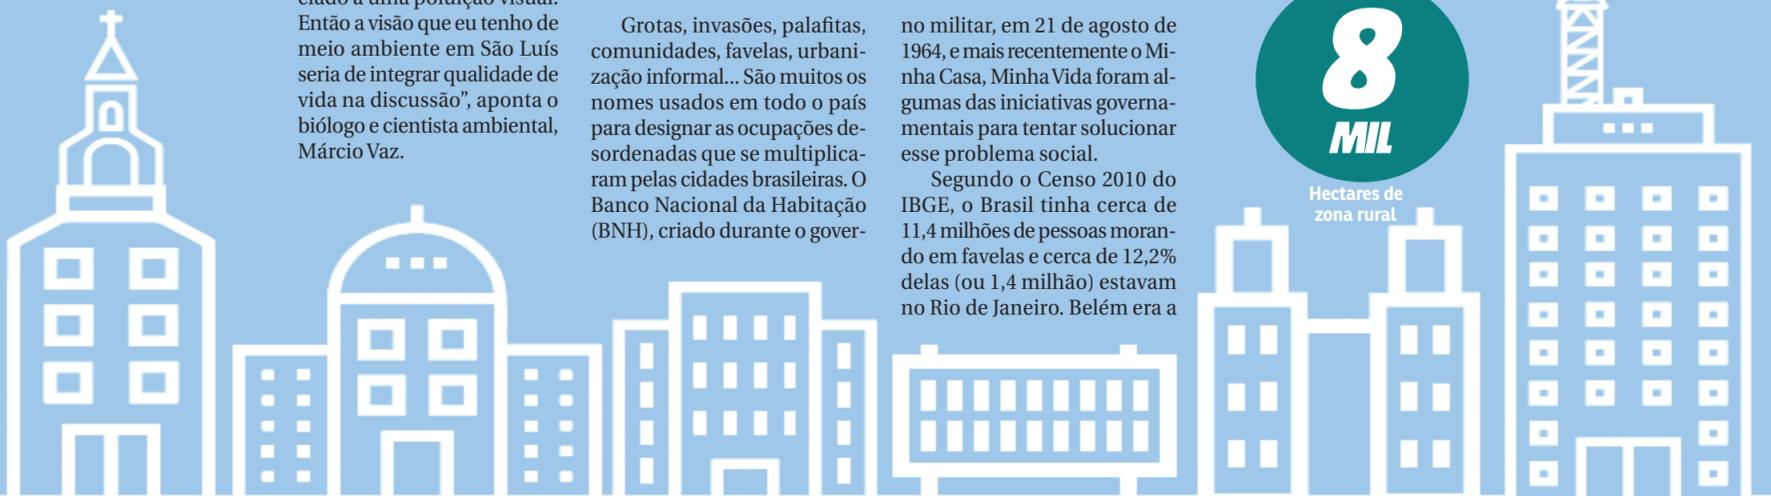 Então a visão que eu tenho de
meio ambiente em São Luís
seria de integrar qualidade de
vida na discussão”, aponta o
biólogo e cientista ambiental,
Márcio Vaz.
Grotas, invasões, palafitas,
comunidades, favelas, urbani-
zação informal... São muitos os
nomes usados em todo o país
para designar as ocupações de-
sordenadas que se multiplica-
ram pelas cidades brasileiras. O
Banco Nacional da Habitação
(BNH), criado durante o gover-
no militar, em 21 de agosto de
1964, e mais recentemente o Mi-
nha Casa, Minha Vida foram al-
gumas das iniciativas governa-
mentais para tentar solucionar
esse problema social.
Segundo o Censo 2010 do
IBGE, o Brasil tinha cerca de
11,4 milhões de pessoas moran-
do em favelas e cerca de 12,2%
delas (ou 1,4 milhão) estavam
no Rio de Janeiro. Belém era a
8
MIL
Hectares de
zona rural